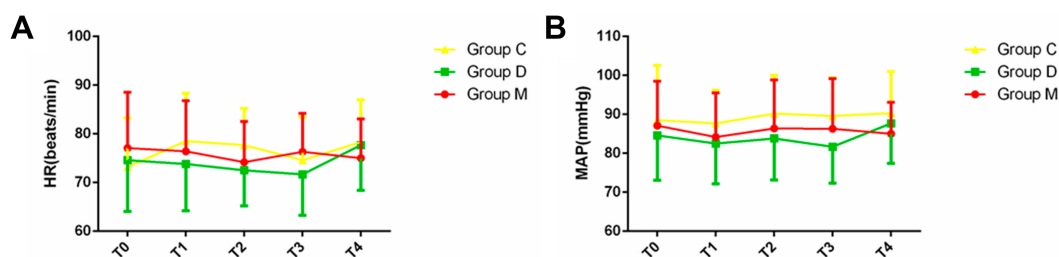 A
HR(beats/min)
100
90
80
70
60
T0
T1
T2
T3
T4
Group C
Group D
Group M
B
MAP(mmHg)
110
100
90
80
70
60
T0
T1
T2
T3
T4
Group C
Group D
Group M